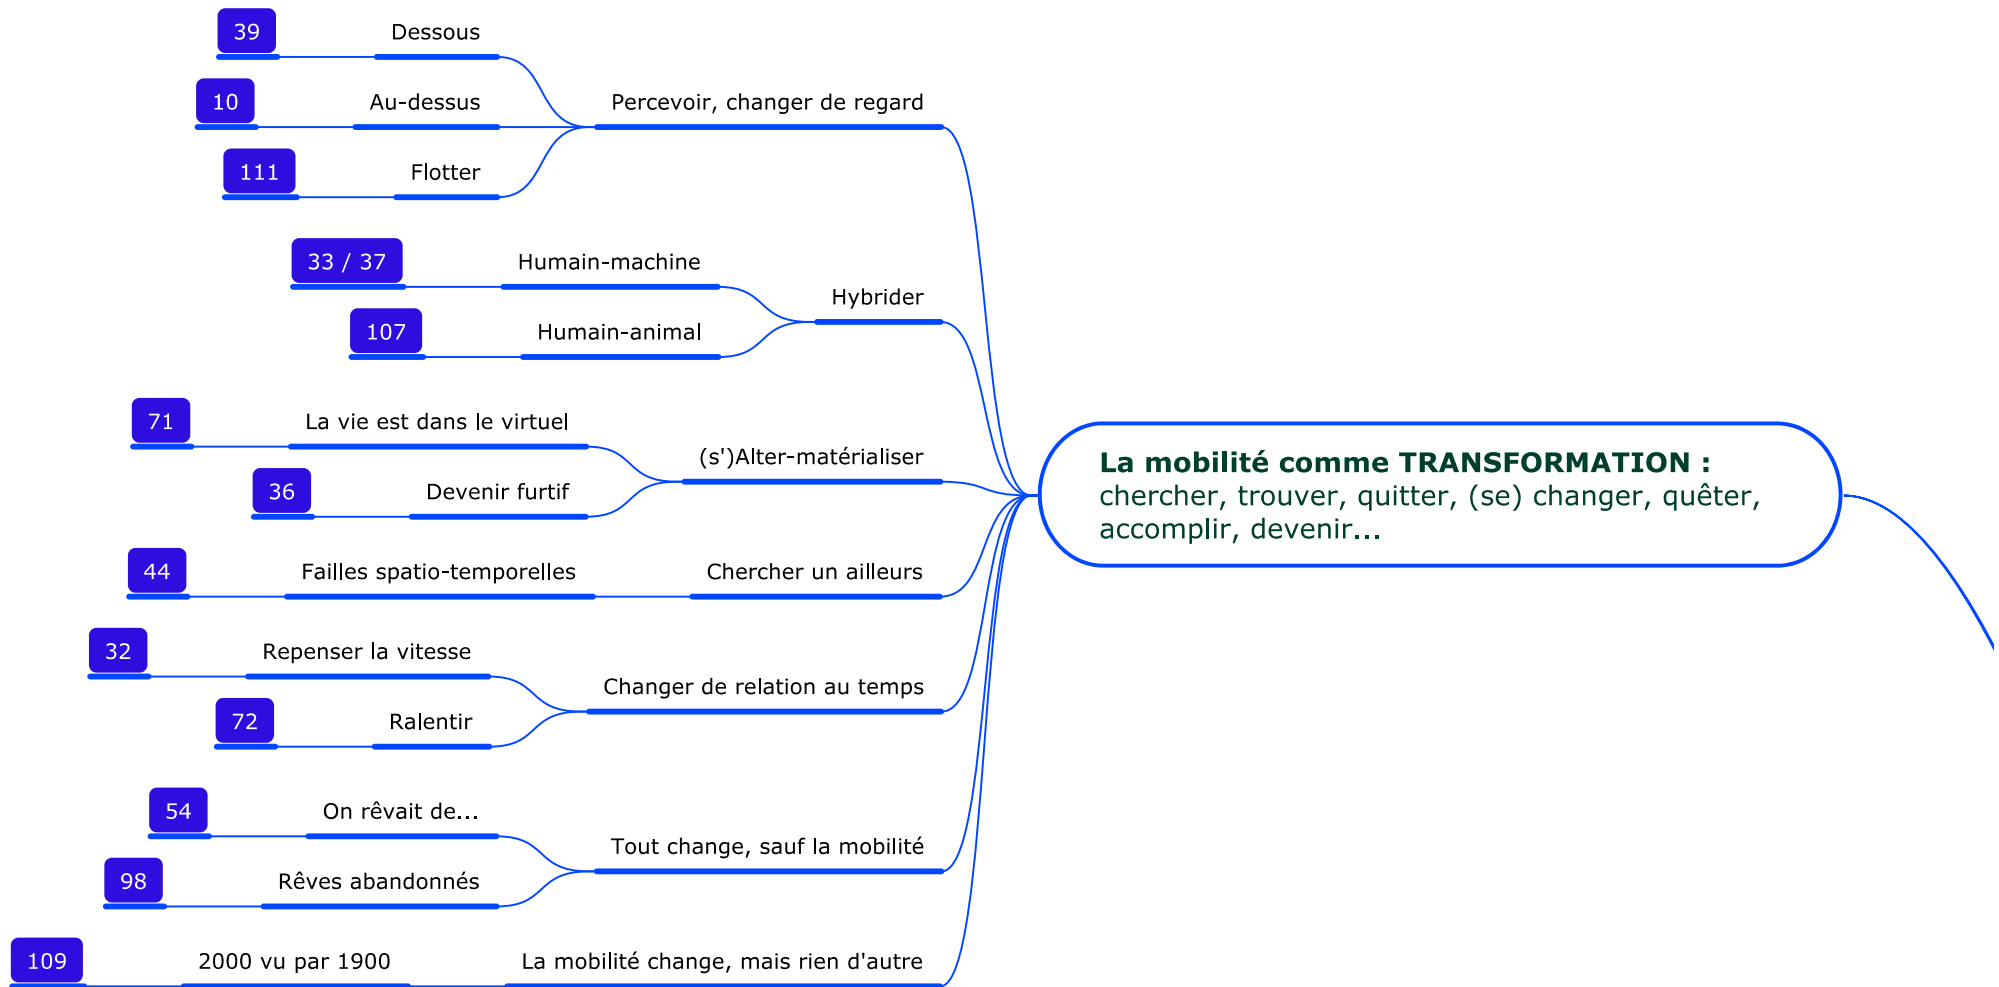 39
Dessous
10
Au-dessus
Percevoir, changer de regard
111
Flotter
33 / 37
Humain-machine
Hybrider
107
Humain-animal
71
La vie est dans le virtuel
(s')Alter-matérialiser
36
Devenir furtif
La mobilité comme TRANSFORMATION :
chercher, trouver, quitter, (se) changer, quêter,
accomplir, devenir...
44
Failles spatio-temporelles
Chercher un ailleurs
32
Repenser la vitesse
Changer de relation au temps
72
Ralentir
54
On rêvait de...
Tout change, sauf la mobilité
98
Rêves abandonnés
109
2000 vu par 1900
La mobilité change, mais rien d'autre